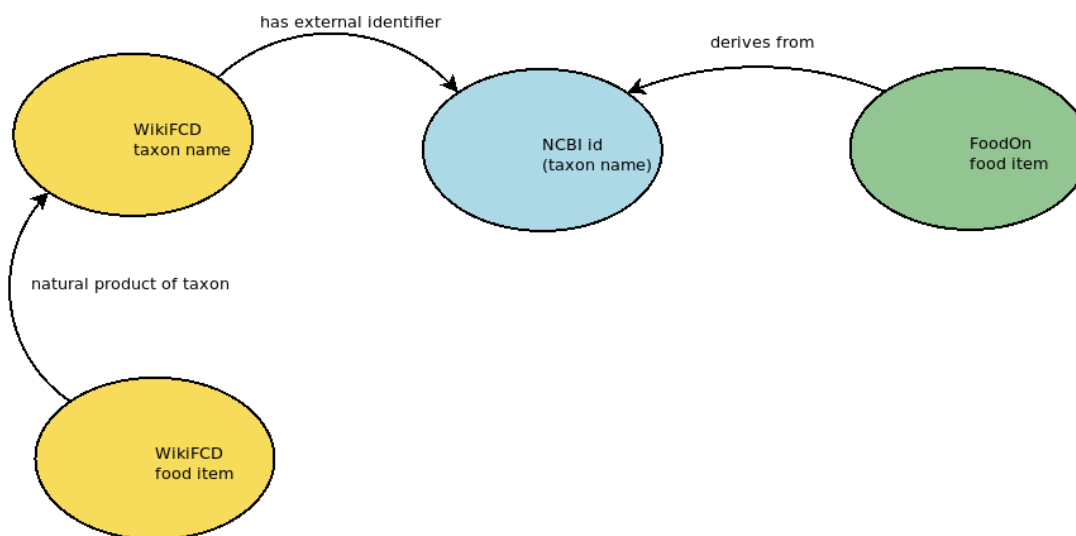 has external identifier
derives from
WikiFCD
taxon name
NCBI id
(taxon name)
FoodOn
food item
natural product of taxon
WikiFCD
food item